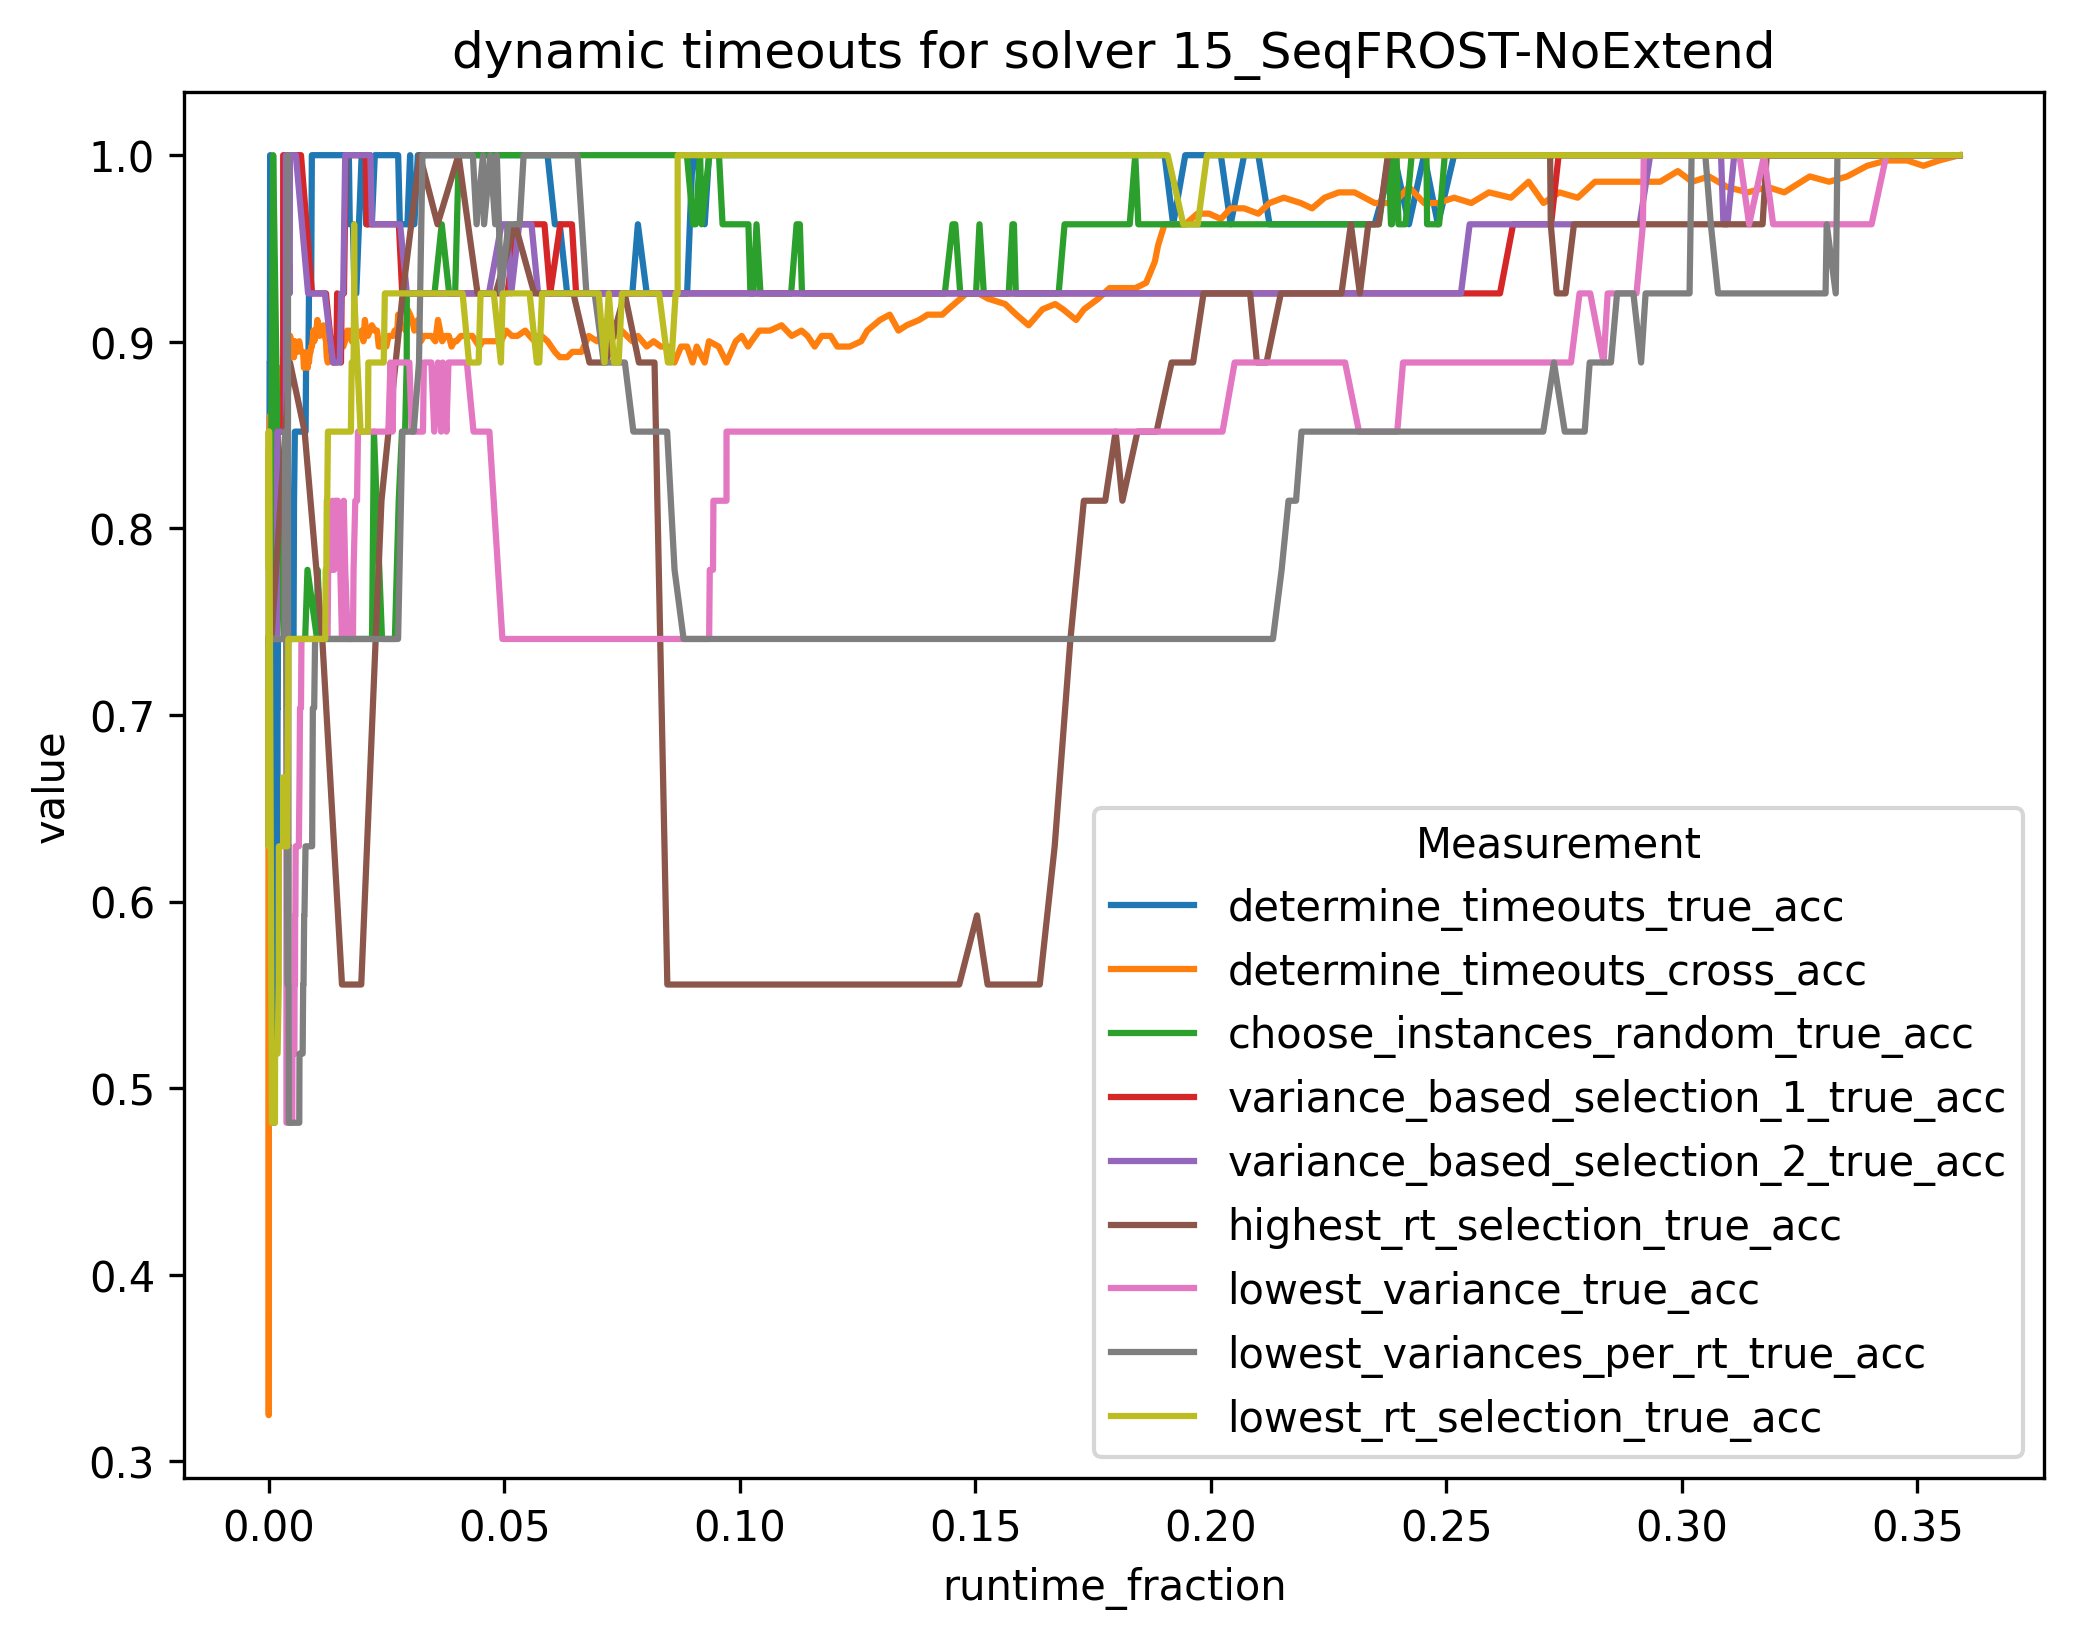 dynamic timeouts for solver 15_SeqFROST-NoExtend
value
1.0
0.9
0.8
0.7
0.6
0.5
0.4
0.3
Measurement
determine_timeouts_true_acc
determine_timeouts_cross_acc
choose_instances_random_true_acc
variance_based_selection_1_true_acc
variance_based_selection_2_true_acc
highest_rt_selection_true_acc
lowest_variance_true_acc
lowest_variances_per_rt_true_acc
lowest_rt_selection_true_acc
0.00 0.05 0.10 0.15 0.20 0.25 0.30 0.35
runtime_fraction